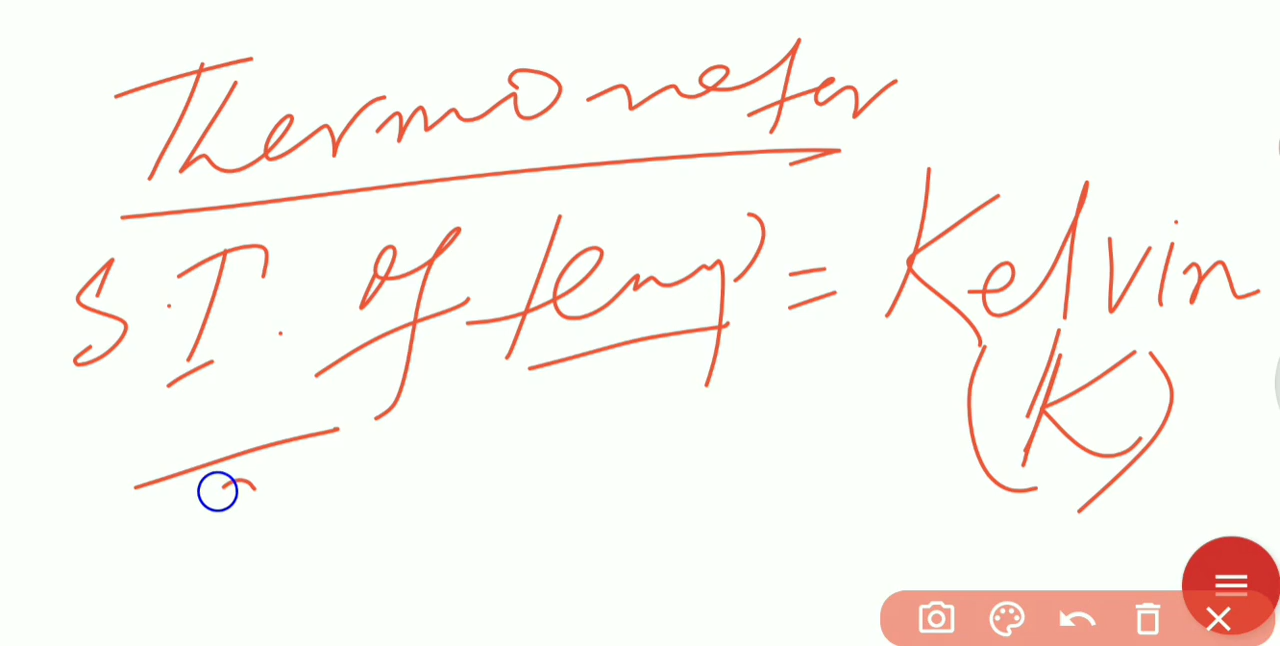 Thermometer
S.I. of temp = Kelvin
(K)